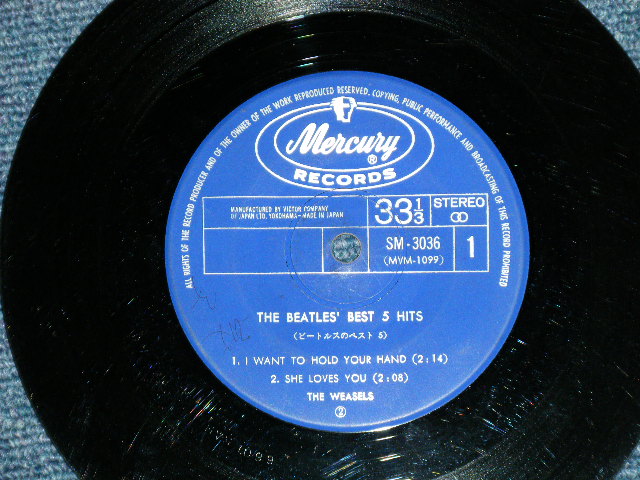 ALL RIGHTS OF THE RECORD PRODUCER AND OF THE OWNER OF THE WORK REPRODUCED RESERVED. COPYING, PUBLIC PERFORMANCE AND BROADCASTING OF THIS RECORD PROHIBITED
Mercury ®
RECORDS
MANUFACTURED BY VICTOR COMPANY
OF JAPAN LTD. YOKOHAMA-MADE IN JAPAN
33 1/3
STEREO
SM-3036
(MVM-1099)
1
THE BEATLES' BEST 5 HITS
(ビートルスのベスト 5)
1. I WANT TO HOLD YOUR HAND (2:14)
2. SHE LOVES YOU (2:08)
THE WEASELS
②